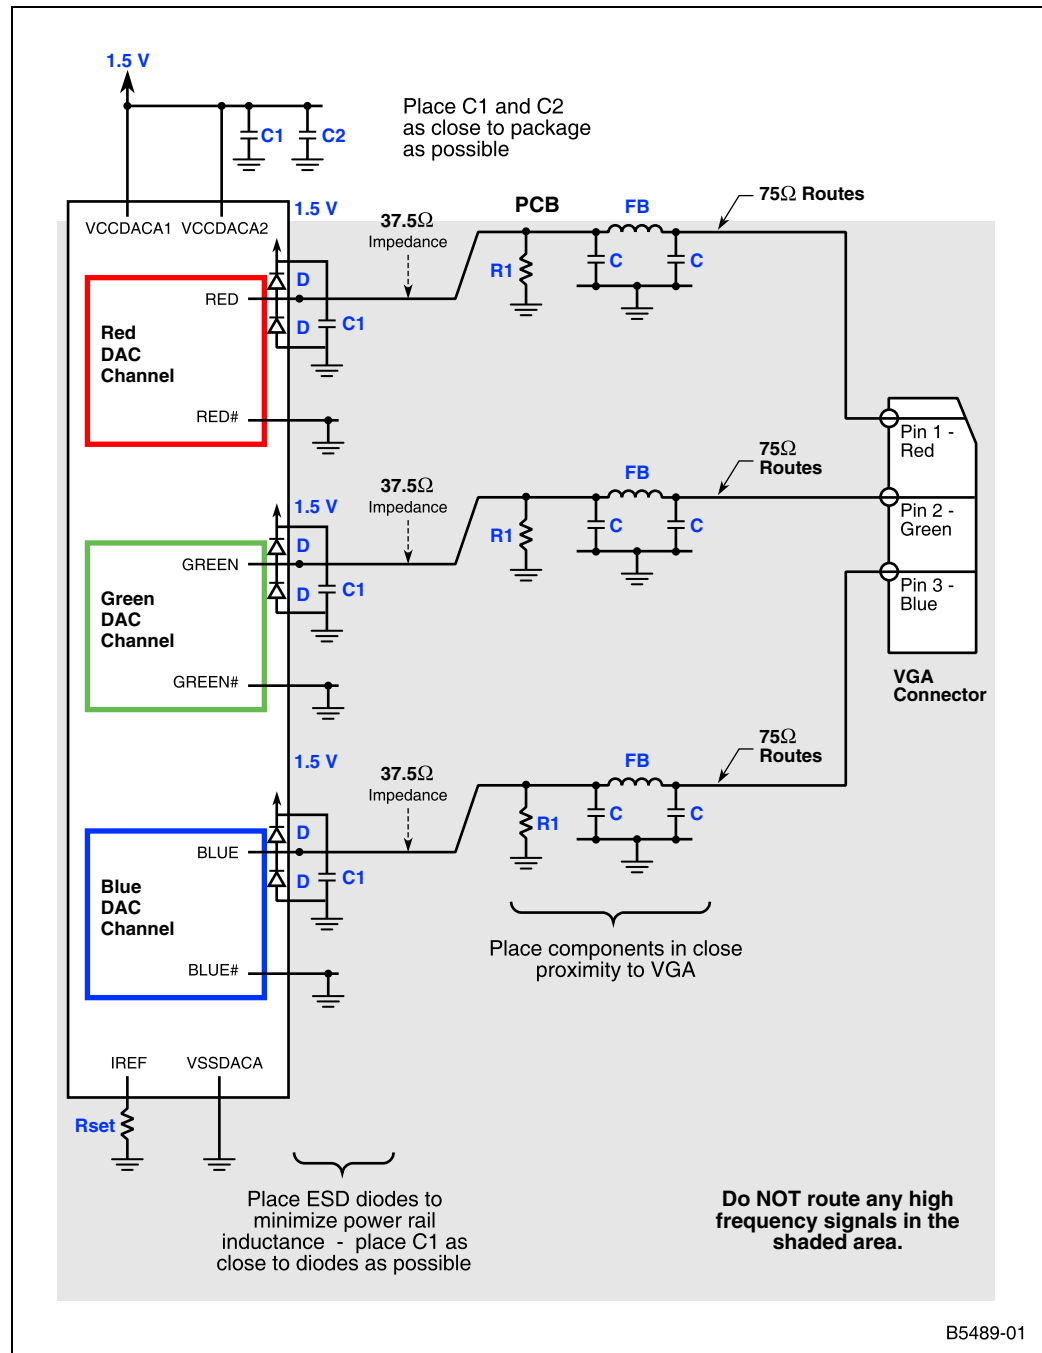 1.5 V
C1
C2
Place C1 and C2
as close to package
as possible
VCCDACA1
VCCDACA2
1.5 V
37.5Ω
Impedance
PCB
FB
75Ω Routes
D
RED
D
C1
R1
C
C
Red
DAC
Channel
RED#
Pin 1 -
Red
1.5 V
37.5Ω
Impedance
FB
75Ω
Routes
D
GREEN
D
C1
R1
C
C
Pin 2 -
Green
Green
DAC
Channel
GREEN#
Pin 3 -
Blue
VGA
Connector
1.5 V
37.5Ω
Impedance
FB
75Ω
Routes
D
BLUE
D
C1
R1
C
C
Blue
DAC
Channel
BLUE#
Place components in close
proximity to VGA
IREF
VSSDACA
Rset
Place ESD diodes to
minimize power rail
inductance - place C1 as
close to diodes as possible
Do NOT route any high
frequency signals in the
shaded area.
B5489-01